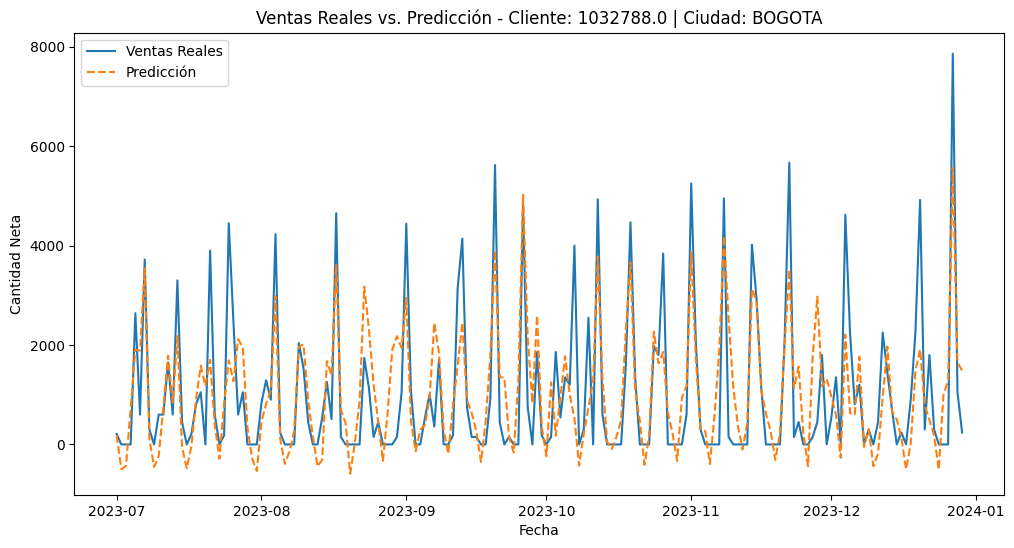 Ventas Reales vs. Predicción - Cliente: 1032788.0 | Ciudad: BOGOTA
Ventas Reales
Predicción
Cantidad Neta
8000
6000
4000
2000
0
2023-07
2023-08
2023-09
2023-10
2023-11
2023-12
2024-01
Fecha